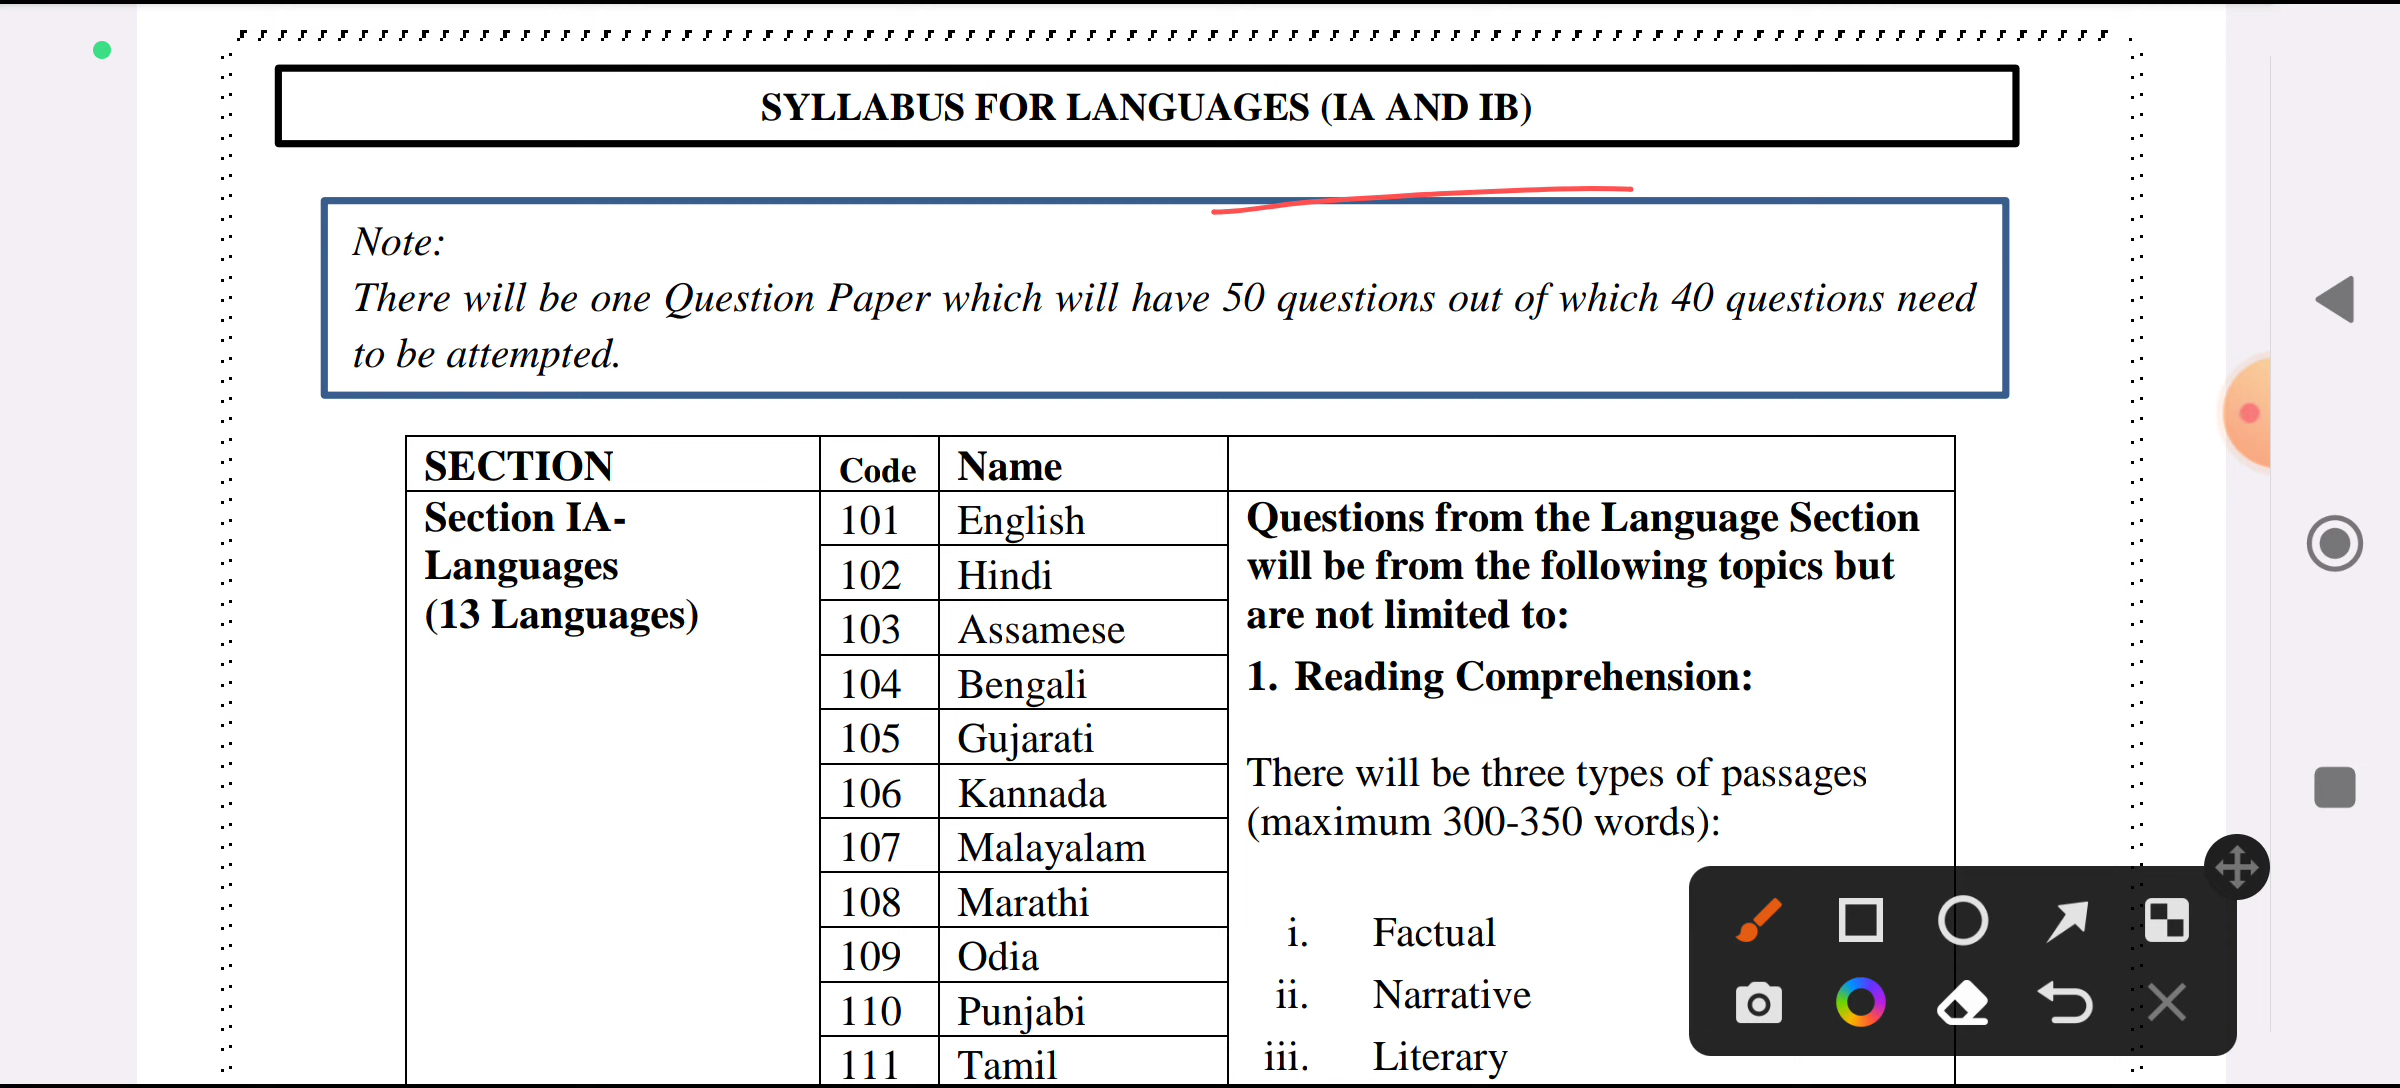 SYLLABUS FOR LANGUAGES (IA AND IB)
Note:
There will be one Question Paper which will have 50 questions out of which 40 questions need
to be attempted.
SECTION Code Name
Section IA-
Languages
(13 Languages)
101 English
102 Hindi
103 Assamese
104 Bengali
105 Gujarati
106 Kannada
107 Malayalam
108 Marathi
109 Odia
110 Punjabi
111 Tamil
Questions from the Language Section
will be from the following topics but
are not limited to:
1. Reading Comprehension:
There will be three types of passages
(maximum 300-350 words):
i. Factual
ii. Narrative
iii. Literary